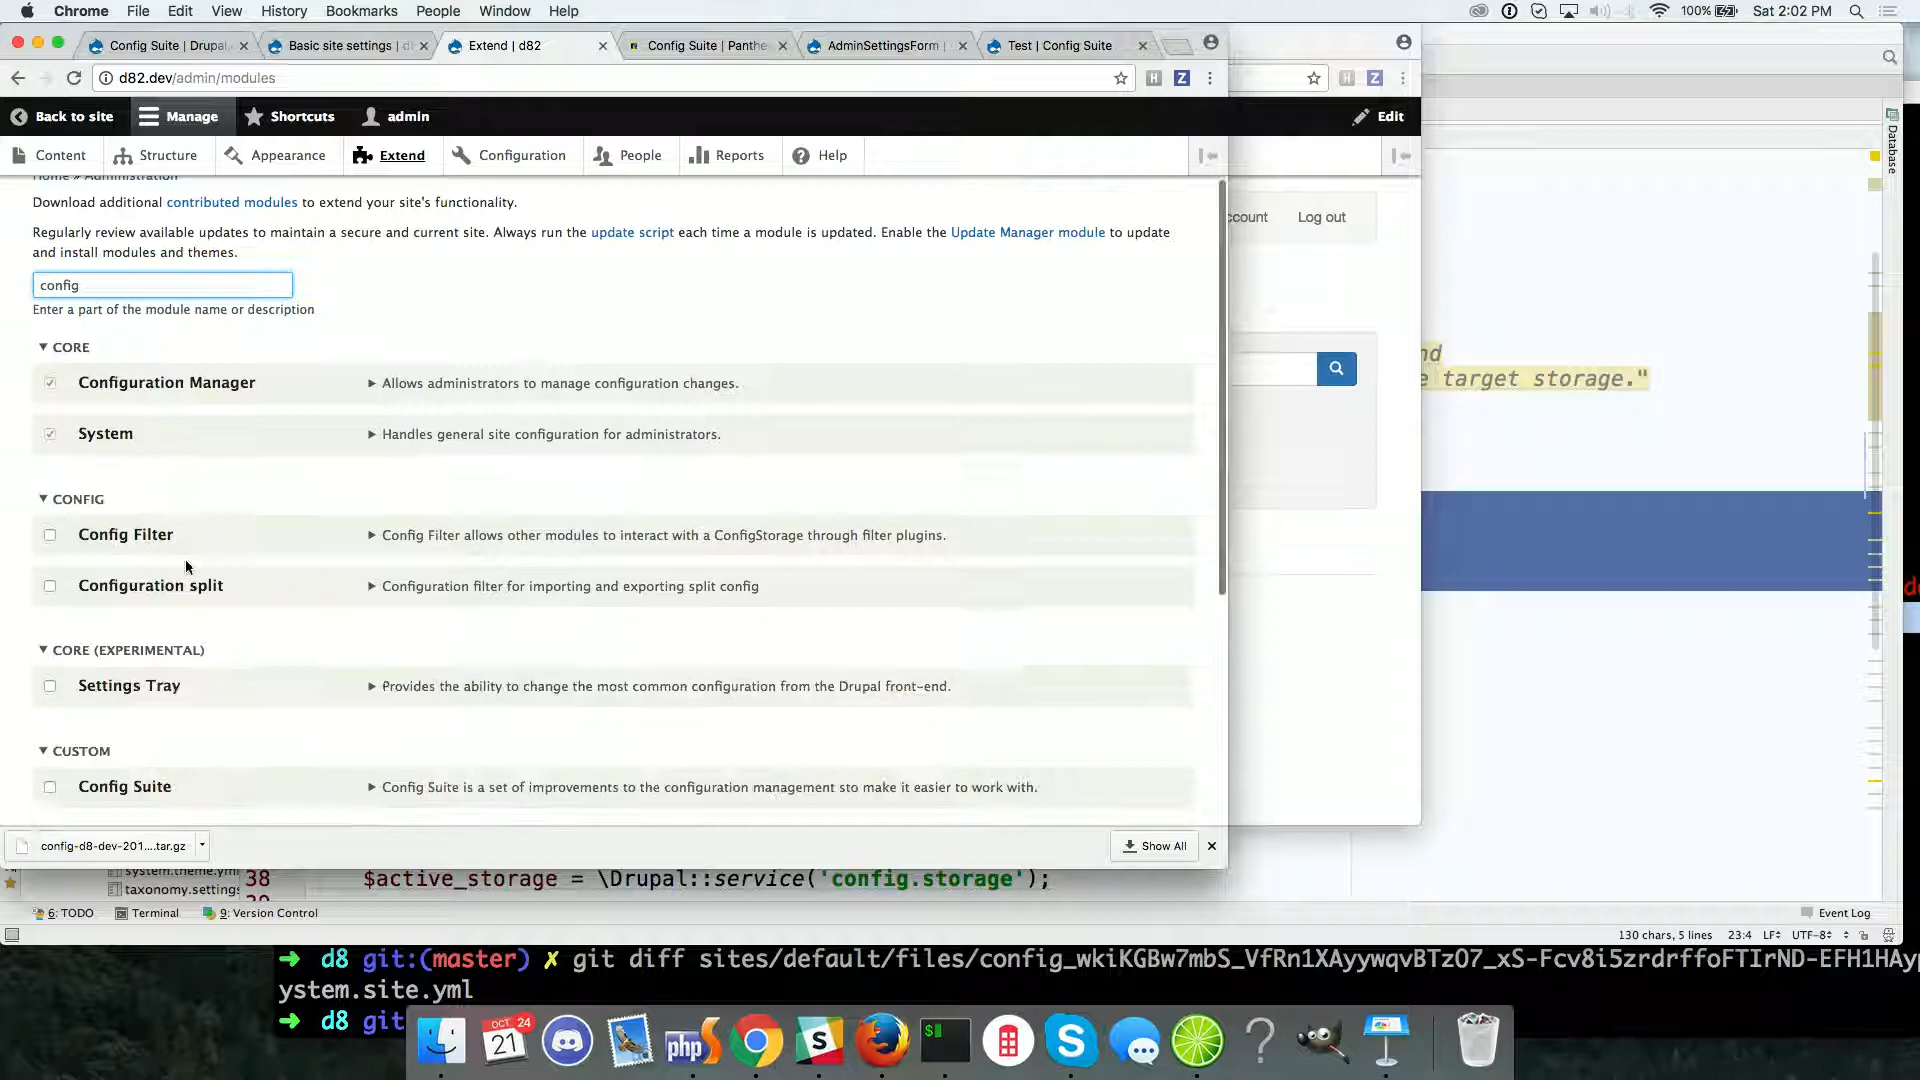 Chrome File Edit View History Bookmarks People Window Help 100% Sat 2:02 PM
Config Suite | Drupal. Basic site settings | d Extend | d82 Config Suite | Panthe AdminSettingsForm | Test | Config Suite
d82.dev/admin/modules
Back to site Manage Shortcuts admin Edit
Content Structure Appearance Extend Configuration People Reports Help
Home » Administration
Download additional contributed modules to extend your site's functionality.
Regularly review available updates to maintain a secure and current site. Always run the update script each time a module is updated. Enable the Update Manager module to update
and install modules and themes.
config
Enter a part of the module name or description
CORE
Configuration Manager Allows administrators to manage configuration changes.
System Handles general site configuration for administrators.
CONFIG
Config Filter Config Filter allows other modules to interact with a ConfigStorage through filter plugins.
Configuration split Configuration filter for importing and exporting split config
CORE (EXPERIMENTAL)
Settings Tray Provides the ability to change the most common configuration from the Drupal front-end.
CUSTOM
Config Suite Config Suite is a set of improvements to the configuration management sto make it easier to work with.
config-d8-dev-201....tar.gz Show All
ccount Log out
nd
e target storage."
Database
system.theme.yml
taxonomy.settings
38 $active_storage = \Drupal::service('config.storage');
6: TODO Terminal 9: Version Control Event Log
130 chars, 5 lines 23:4 LF UTF-8
d8 git:(master) ✗ git diff sites/default/files/config_wkiKGBw7mbS_VfRn1XAyywqvBTzO7_xS-Fcv8i5zrdrffoFTIrND-EFH1HAyp
ystem.site.yml
d8 git
OCT 24
21
php S $ S ?